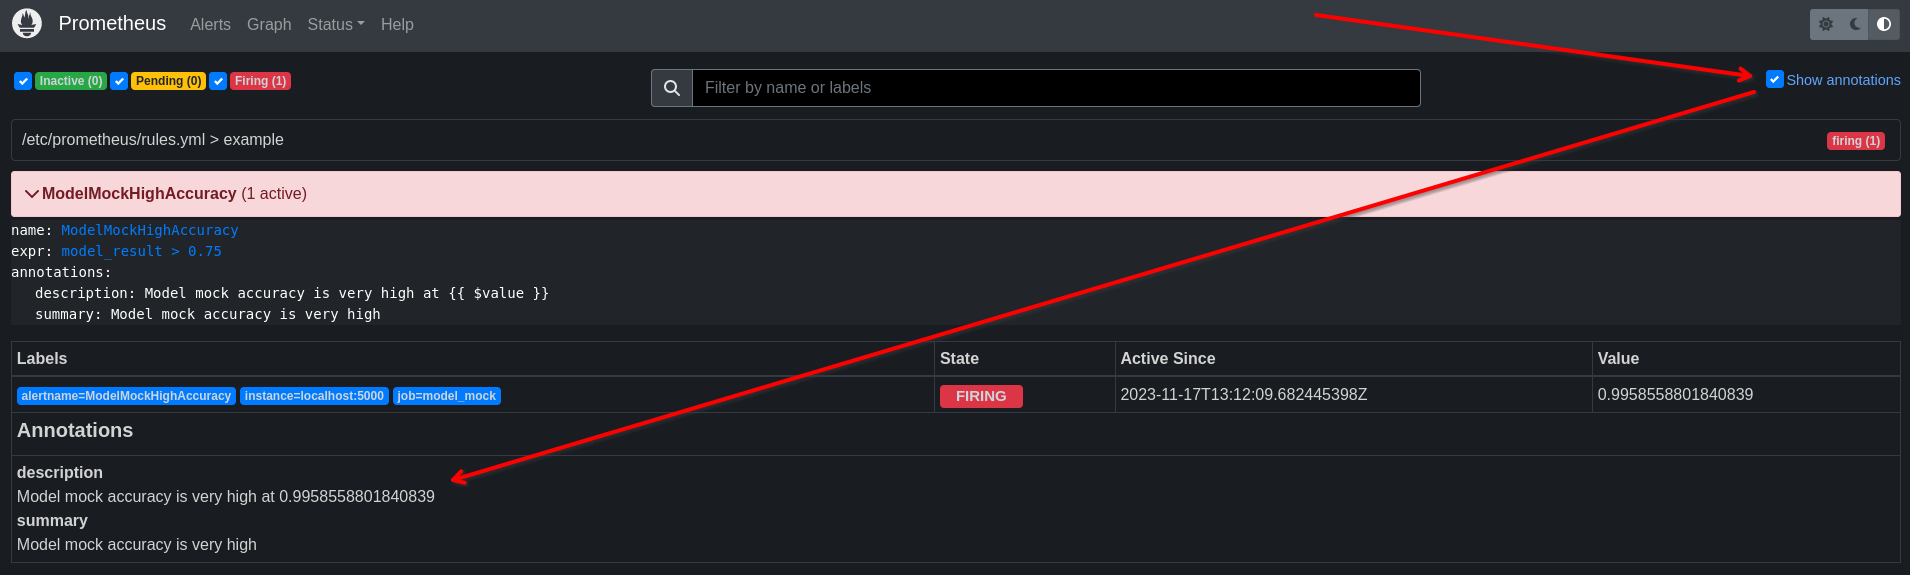 Prometheus Alerts Graph Status Help
Inactive (0) Pending (0) Firing (1) Filter by name or labels Show annotations
/etc/prometheus/rules.yml > example firing (1)
ModelMockHighAccuracy (1 active)
name: ModelMockHighAccuracy
expr: model_result > 0.75
annotations:
description: Model mock accuracy is very high at {{ $value }}
summary: Model mock accuracy is very high
Labels State Active Since Value
alertname=ModelMockHighAccuracy instance=localhost:5000 job=model_mock FIRING 2023-11-17T13:12:09.682445398Z 0.9958558801840839
Annotations
description
Model mock accuracy is very high at 0.9958558801840839
summary
Model mock accuracy is very high